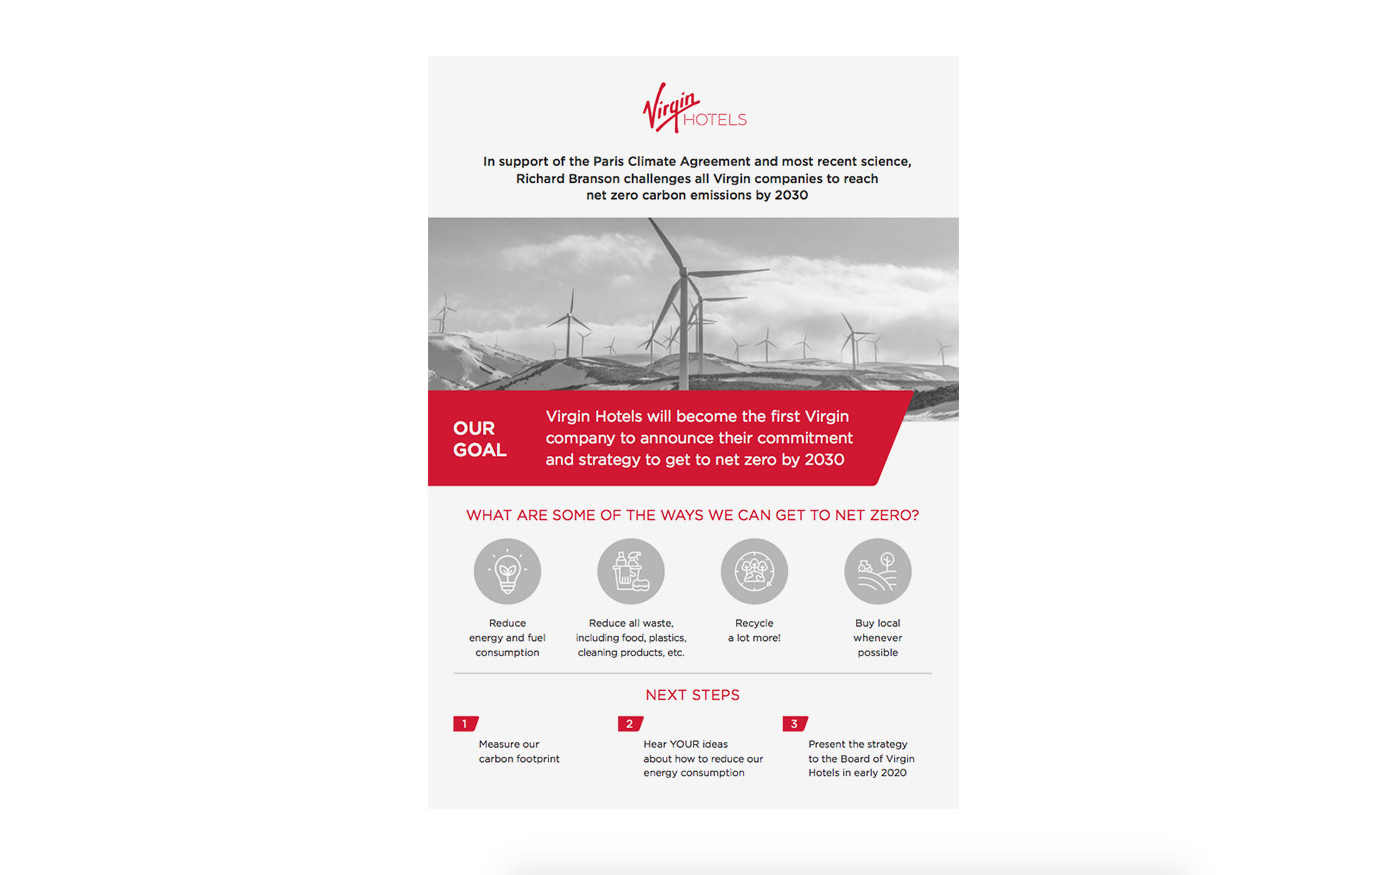 Virgin HOTELS
In support of the Paris Climate Agreement and most recent science,
Richard Branson challenges all Virgin companies to reach
net zero carbon emissions by 2030
OUR
GOAL
Virgin Hotels will become the first Virgin
company to announce their commitment
and strategy to get to net zero by 2030
WHAT ARE SOME OF THE WAYS WE CAN GET TO NET ZERO?
Reduce
energy and fuel
consumption
Reduce all waste,
including food, plastics,
cleaning products, etc.
Recycle
a lot more!
Buy local
whenever
possible
NEXT STEPS
1
Measure our
carbon footprint
2
Hear YOUR ideas
about how to reduce our
energy consumption
3
Present the strategy
to the Board of Virgin
Hotels in early 2020